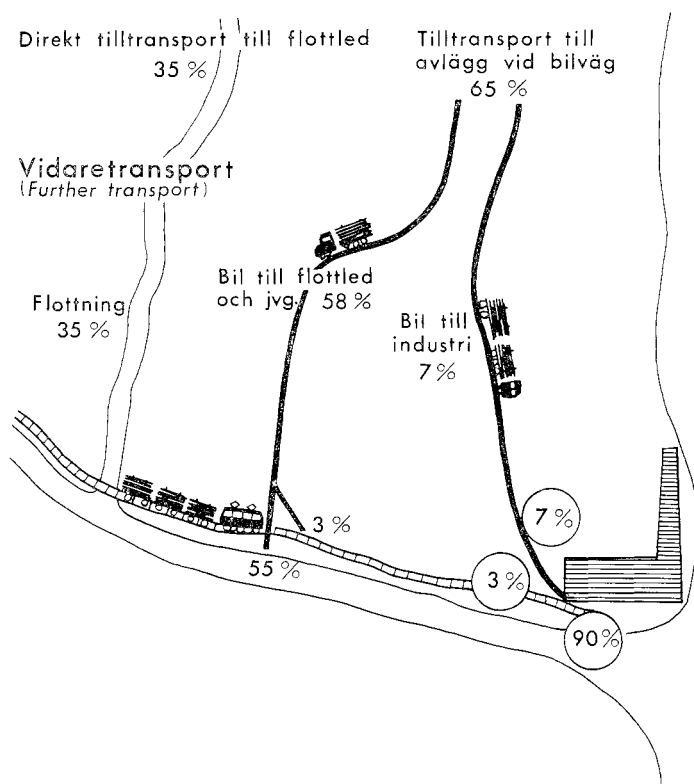 Direkt tilltransport till flottled
35 %
Tilltransport till
avlägg vid bilväg
65 %
Vidaretransport
(Further transport)
Bil till flottled
och jvg. 58 %
Flottning
35 %
Bil till
industri
7 %
3 %
55 %
7 %
3 %
90 %